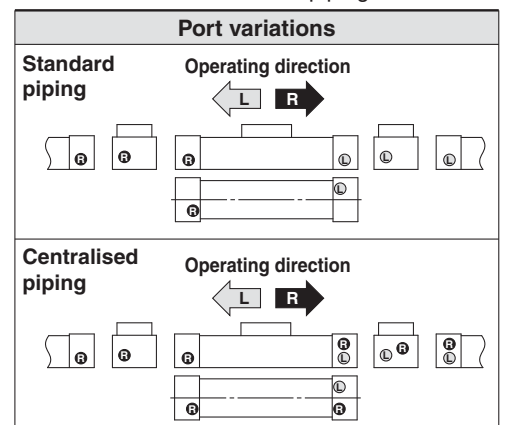 Port variations
Standard
piping
Operating direction
L R
R R R L L L
L
R
Centralised
piping
Operating direction
L R
R R R R L L R R L
L
R R